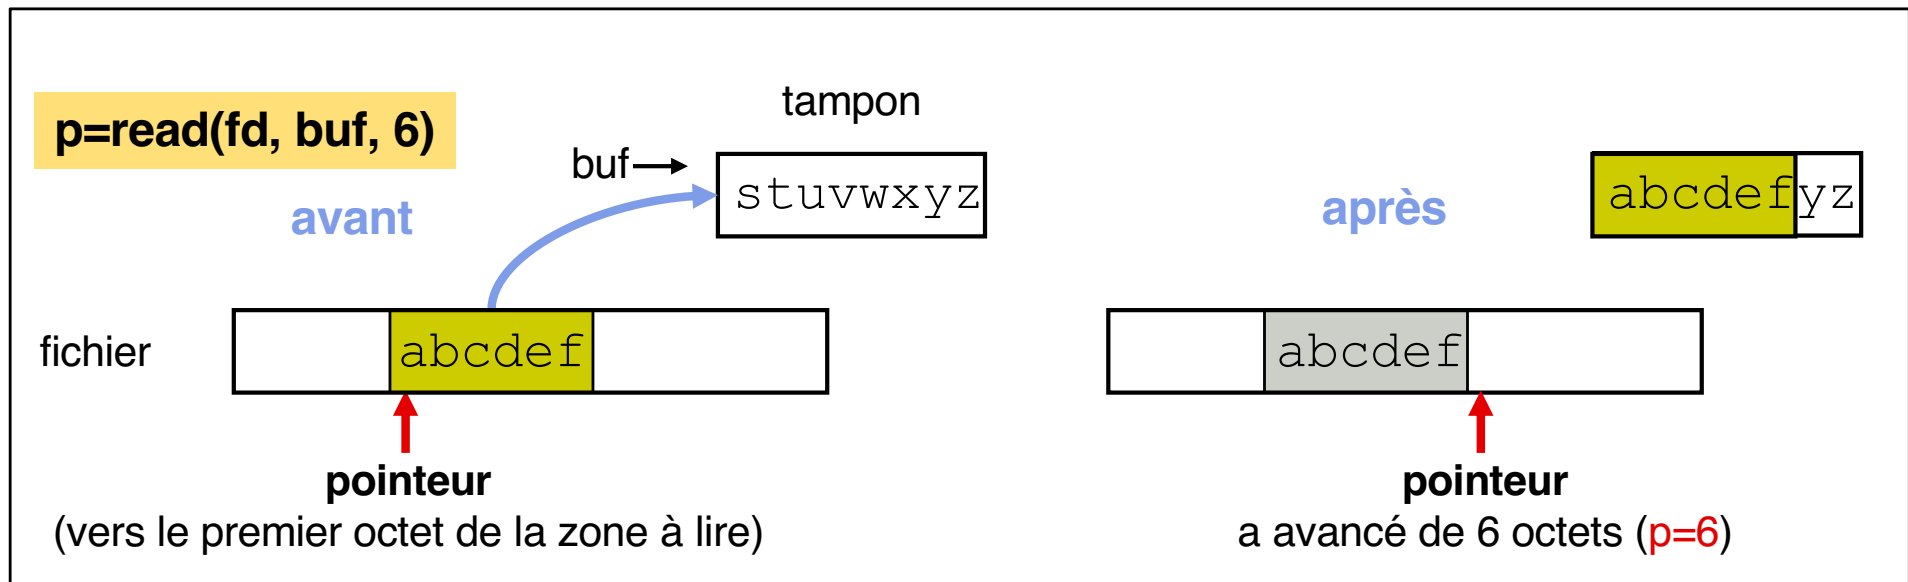 p=read(fd, buf, 6)
tampon
buf
stuvwxyz
avant
fichier
abcdef
pointeur
(vers le premier octet de la zone à lire)
après
abcdefyz
abcdef
pointeur
a avancé de 6 octets (p=6)